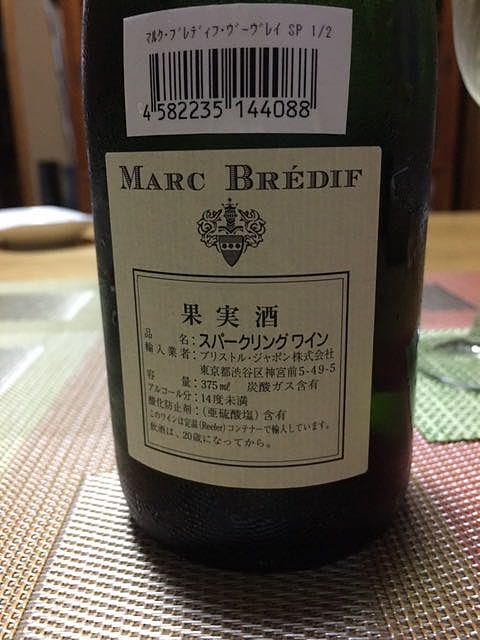 ﾏﾙｸ･ﾌﾞﾚﾃﾞｨﾌ･ｳﾞｰｳﾞﾚｲ SP 1/2
4 582235 144088
MARC BRÉDIF
果実酒
品名：スパークリングワイン
輸入業者：ブリストル・ジャポン株式会社
東京都渋谷区神宮前5-49-5
容量：375㎖ 炭酸ガス含有
アルコール分：14度未満
酸化防止剤：(亜硫酸塩)含有
このワインは定温(Reefer)コンテナーで輸入しています。
飲酒は、20歳になってから。